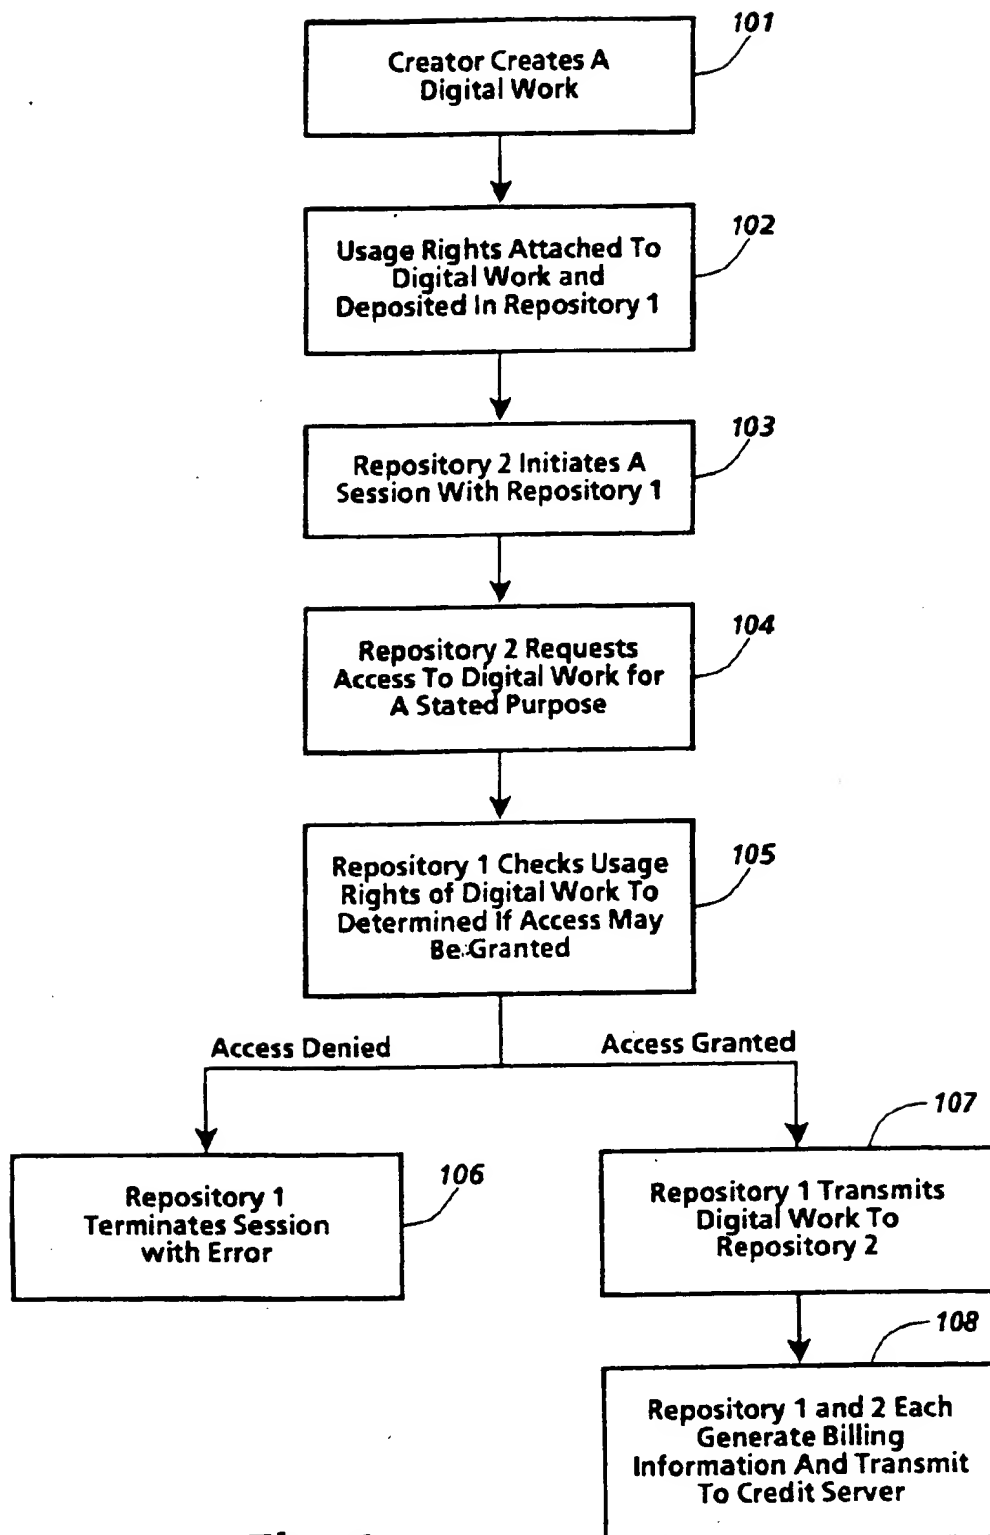 101
Creator Creates A
Digital Work
102
Usage Rights Attached To
Digital Work and
Deposited In Repository 1
103
Repository 2 Initiates A
Session With Repository 1
104
Repository 2 Requests
Access To Digital Work for
A Stated Purpose
105
Repository 1 Checks Usage
Rights of Digital Work To
Determined If Access May
Be Granted
Access Denied
Access Granted
106
Repository 1
Terminates Session
with Error
107
Repository 1 Transmits
Digital Work To
Repository 2
108
Repository 1 and 2 Each
Generate Billing
Information And Transmit
To Credit Server